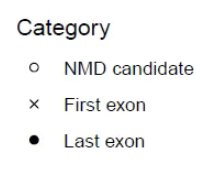 Category
NMD candidate
First exon
Last exon